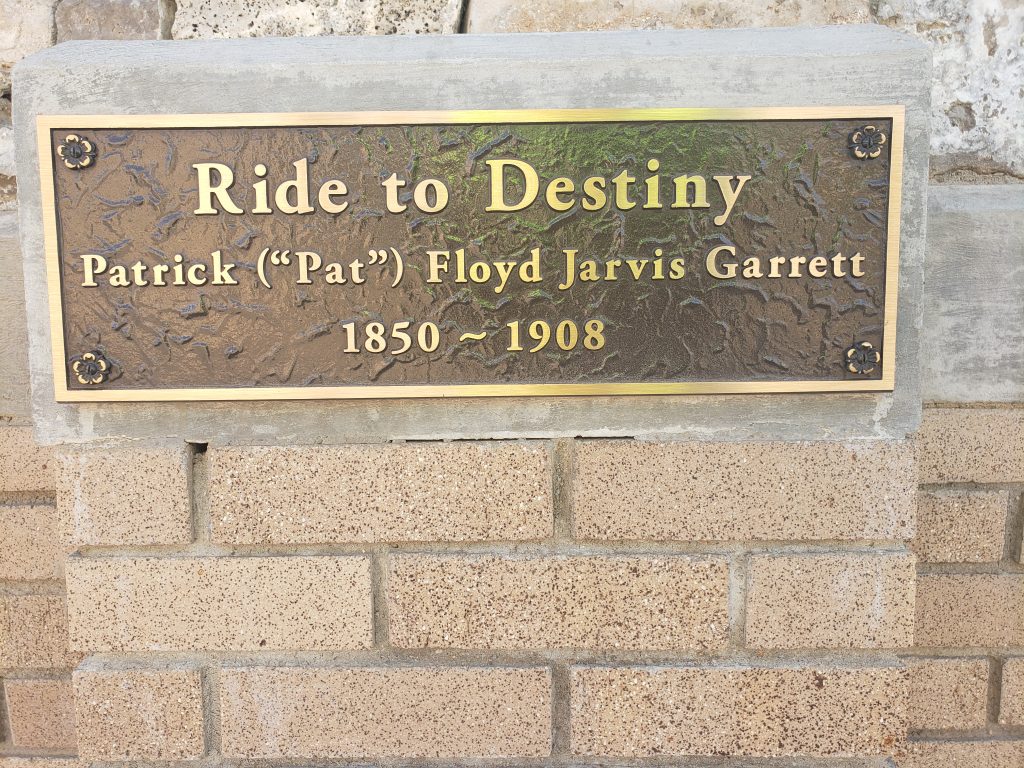 Ride to Destiny
Patrick (“Pat”) Floyd Jarvis Garrett
1850 ~ 1908